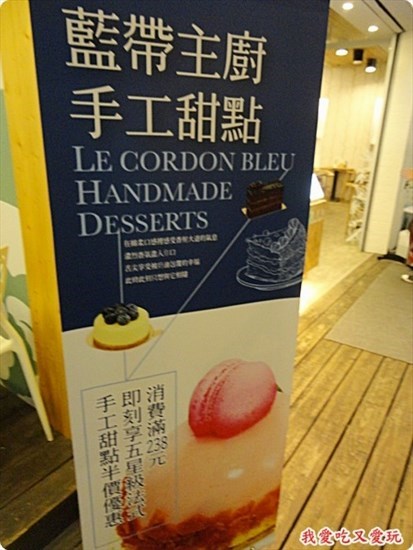 藍帶主廚
手工甜點
LE CORDON BLEU
HANDMADE
DESSERTS
消費滿238元
即刻享五星級法式
手工甜點半價優惠
我愛吃又愛玩